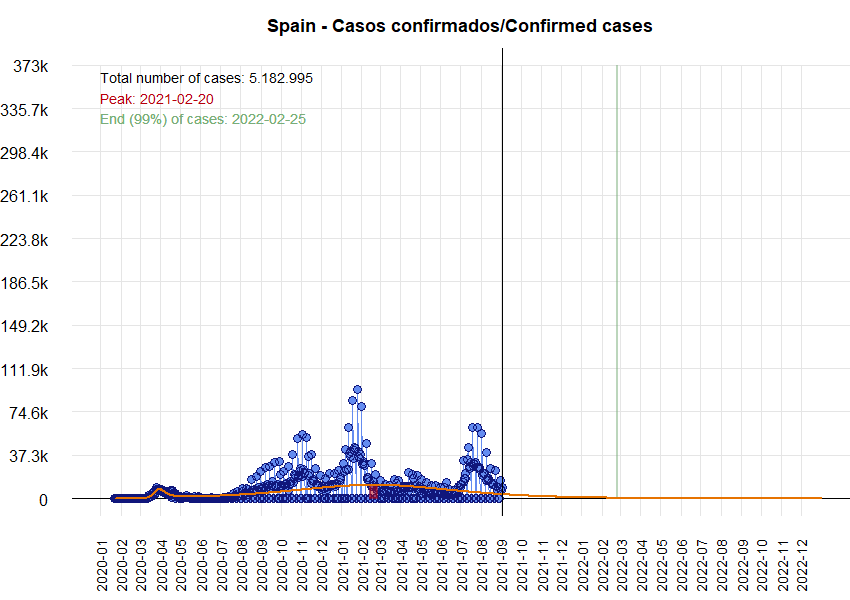 Spain - Casos confirmados/Confirmed cases
373k
335.7k
298.4k
261.1k
223.8k
186.5k
149.2k
111.9k
74.6k
37.3k
0
Total number of cases: 5.182.995
Peak: 2021-02-20
End (99%) of cases: 2022-02-25
2020-01
2020-02
2020-03
2020-04
2020-05
2020-06
2020-07
2020-08
2020-09
2020-10
2020-11
2020-12
2021-01
2021-02
2021-03
2021-04
2021-05
2021-06
2021-07
2021-08
2021-09
2021-10
2021-11
2021-12
2022-01
2022-02
2022-03
2022-04
2022-05
2022-06
2022-07
2022-08
2022-09
2022-10
2022-11
2022-12